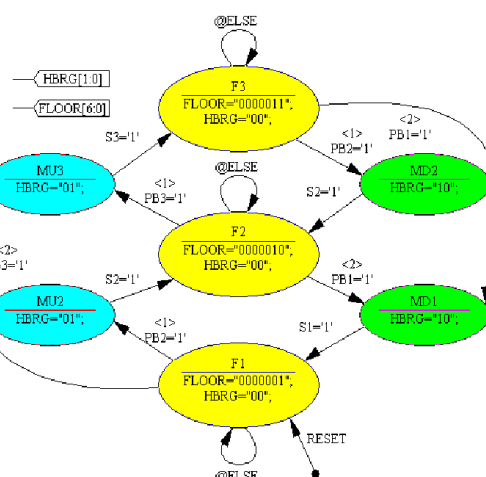 @ELSE
HBRG[1:0]
FLOOR[6:0]
F3
FLOOR="0000011";
HBRG="00";
<2>
PB1='1'
<1>
PB2='1'
S3='1'
@ELSE
MU3
HBRG="01";
MD2
HBRG="10";
<1>
PB3='1'
S2='1'
F2
FLOOR="0000010";
HBRG="00";
<2>
3='1'
<2>
PB1='1'
S2='1'
MU2
HBRG="01";
MD1
HBRG="10";
<1>
PB2='1'
S1='1'
F1
FLOOR="0000001";
HBRG="00";
RESET
@ELSE